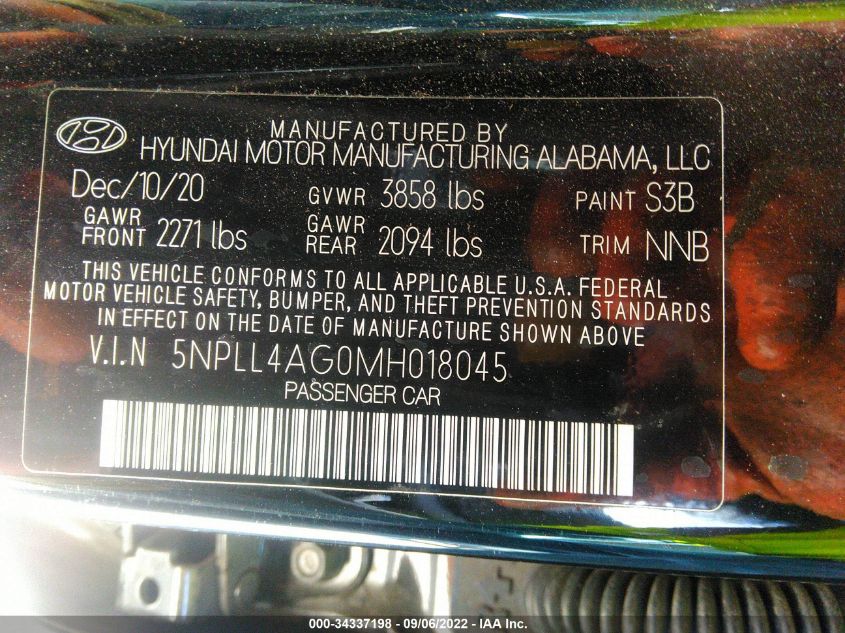 MANUFACTURED BY
HYUNDAI MOTOR MANUFACTURING ALABAMA, LLC
Dec/10/20 GVWR 3858 lbs PAINT S3B
GAWR FRONT 2271 lbs GAWR REAR 2094 lbs TRIM NNB
THIS VEHICLE CONFORMS TO ALL APPLICABLE U.S.A. FEDERAL
MOTOR VEHICLE SAFETY, BUMPER, AND THEFT PREVENTION STANDARDS
IN EFFECT ON THE DATE OF MANUFACTURE SHOWN ABOVE
V.I.N 5NPLL4AG0MH018045
PASSENGER CAR
000-34337198 - 09/06/2022 - IAA Inc.